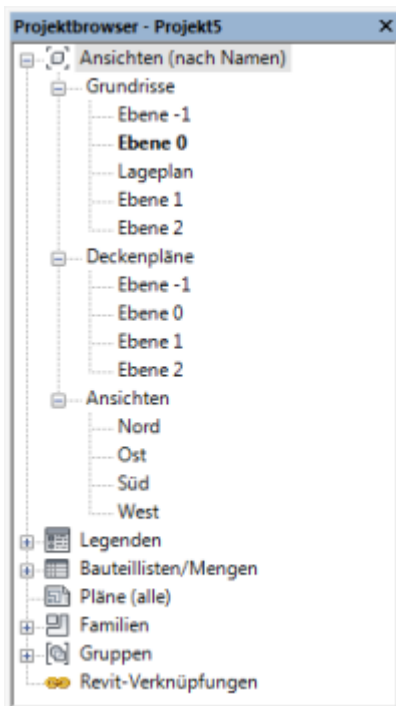 Projektbrowser - Projekt5
Ansichten (nach Namen)
Grundrisse
Ebene -1
Ebene 0
Lageplan
Ebene 1
Ebene 2
Deckenpläne
Ebene -1
Ebene 0
Ebene 1
Ebene 2
Ansichten
Nord
Ost
Süd
West
Legenden
Bauteillisten/Mengen
Pläne (alle)
Familien
Gruppen
Revit-Verknüpfungen